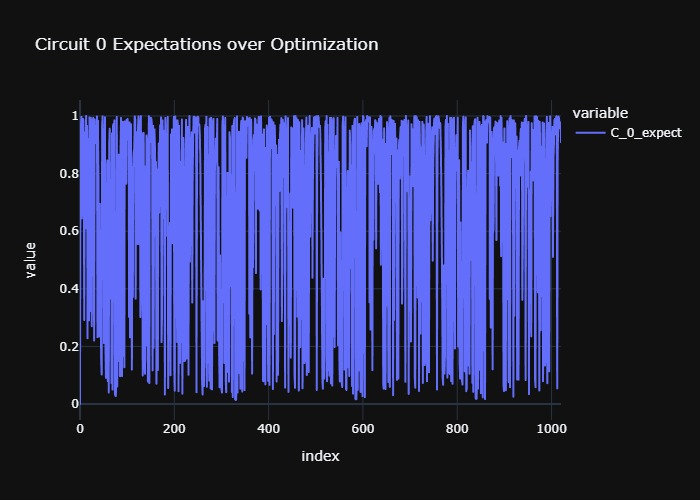 Circuit 0 Expectations over Optimization
variable
C_0_expect
value
1
0.8
0.6
0.4
0.2
0
0 200 400 600 800 1000
index